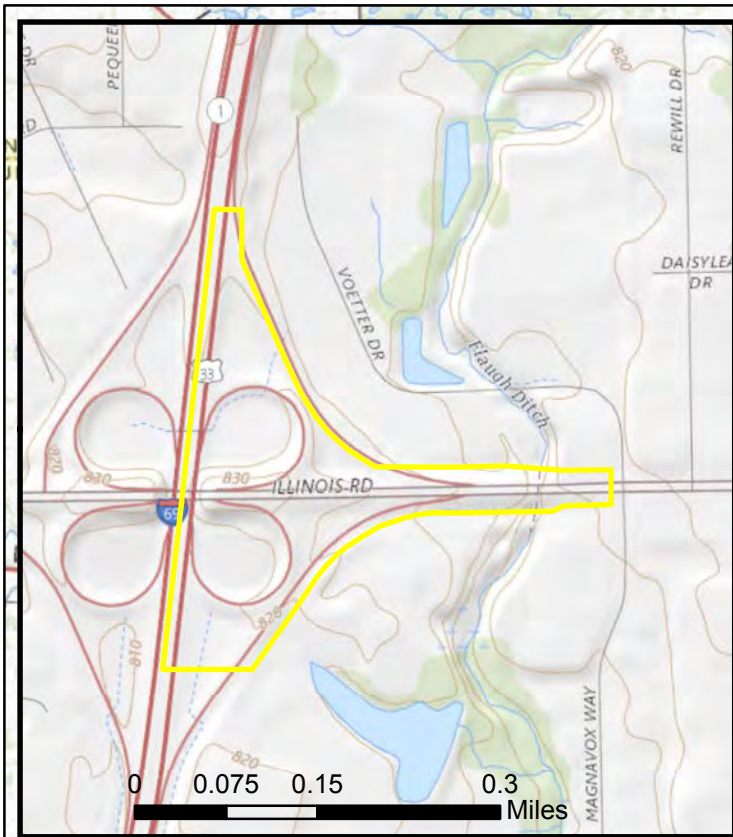 PEQUEE
DR
D
1
820
REWILL DR
DAISYLEA
DR
VOETTER DR
33
Flaugh Ditch
820
830
830
ILLINOIS RD
69
820
810
820
MAGNAVOX WAY
0 0.075 0.15 0.3
Miles